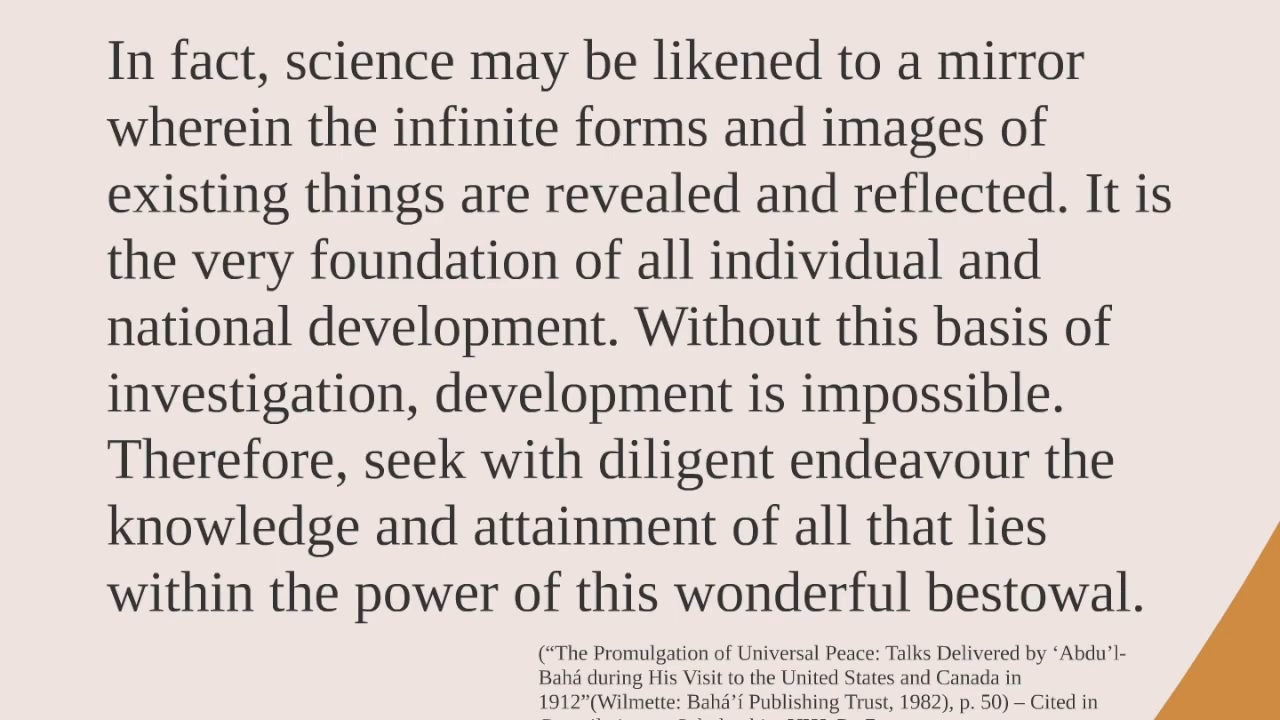 In fact, science may be likened to a mirror
wherein the infinite forms and images of
existing things are revealed and reflected. It is
the very foundation of all individual and
national development. Without this basis of
investigation, development is impossible.
Therefore, seek with diligent endeavour the
knowledge and attainment of all that lies
within the power of this wonderful bestowal.
(“The Promulgation of Universal Peace: Talks Delivered by ‘Abdu’l-
Bahá during His Visit to the United States and Canada in
1912”(Wilmette: Bahá’í Publishing Trust, 1982), p. 50) – Cited in